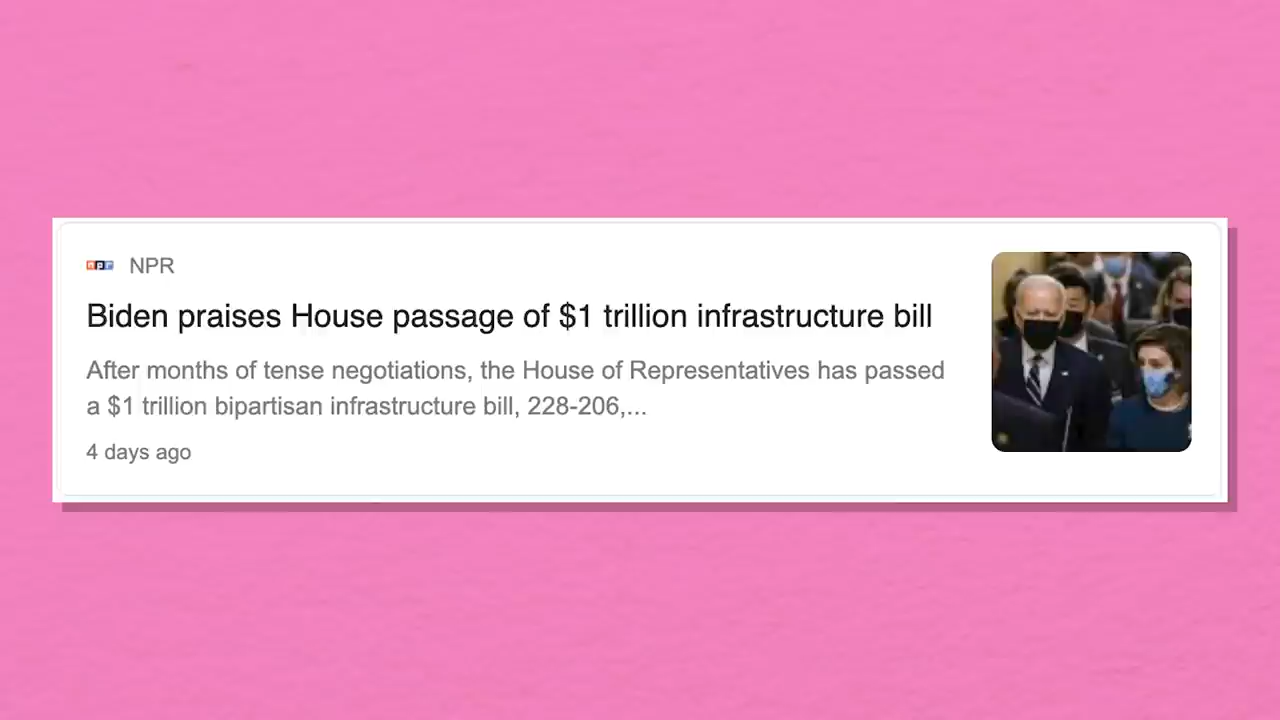 npr NPR
Biden praises House passage of $1 trillion infrastructure bill
After months of tense negotiations, the House of Representatives has passed
a $1 trillion bipartisan infrastructure bill, 228-206,...
4 days ago